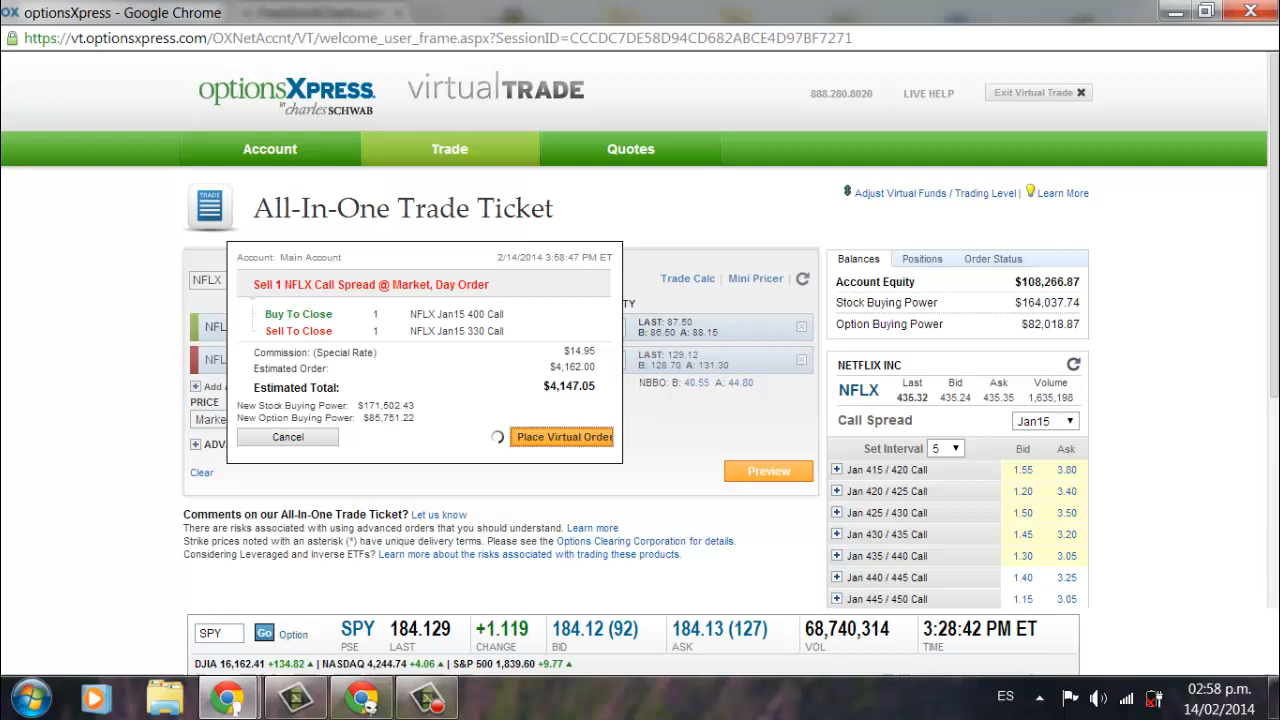 optionsXpress - Google Chrome
https://vt.optionsxpress.com/OXNetAccnt/VT/welcome_user_frame.aspx?SessionID=CCCDC7DE58D94CD682ABCE4D97BF7271
optionsXPRESS. virtualTRADE
by charles SCHWAB
888.280.8020 LIVE HELP Exit Virtual Trade
Account Trade Quotes
Adjust Virtual Funds / Trading Level | Learn More
TRADE
All-In-One Trade Ticket
Account: Main Account 2/14/2014 3:58:47 PM ET
Sell 1 NFLX Call Spread @ Market, Day Order
Buy To Close 1 NFLX Jan15 400 Call
Sell To Close 1 NFLX Jan15 330 Call
Commission: (Special Rate) $14.95
Estimated Order: $4,162.00
Estimated Total: $4,147.05
New Stock Buying Power: $171,502.43
New Option Buying Power: $85,751.22
Cancel Place Virtual Order
NFLX
Trade Calc | Mini Pricer
TY
NFL
LAST: 87.50
B: 86.50 A: 88.15
NFL
LAST: 129.12
B: 128.70 A: 131.30
Add
NBBO: B: 40.55 A: 44.80
PRICE
Marke
ADV
Clear
Preview
Comments on our All-In-One Trade Ticket? Let us know
There are risks associated with using advanced orders that you should understand. Learn more
Strike prices noted with an asterisk (*) have unique delivery terms. Please see the Options Clearing Corporation for details.
Considering Leveraged and Inverse ETFs? Learn more about the risks associated with trading these products.
Balances Positions Order Status
Account Equity $108,266.87
Stock Buying Power $164,037.74
Option Buying Power $82,018.87
NETFLIX INC
NFLX Last Bid Ask Volume
435.32 435.24 435.35 1,635,198
Call Spread Jan15
Set Interval 5 Bid Ask
Jan 415 / 420 Call 1.55 3.80
Jan 420 / 425 Call 1.20 3.40
Jan 425 / 430 Call 1.50 3.50
Jan 430 / 435 Call 1.45 3.20
Jan 435 / 440 Call 1.30 3.05
Jan 440 / 445 Call 1.40 3.25
Jan 445 / 450 Call 1.15 3.05
SPY Go Option
SPY 184.129 +1.119 184.12 (92) 184.13 (127) 68,740,314 3:28:42 PM ET
PSE LAST CHANGE BID ASK VOL TIME
DJIA 16,162.41 +134.82 | NASDAQ 4,244.74 +4.06 | S&P 500 1,839.60 +9.77
ES
02:58 p.m.
14/02/2014